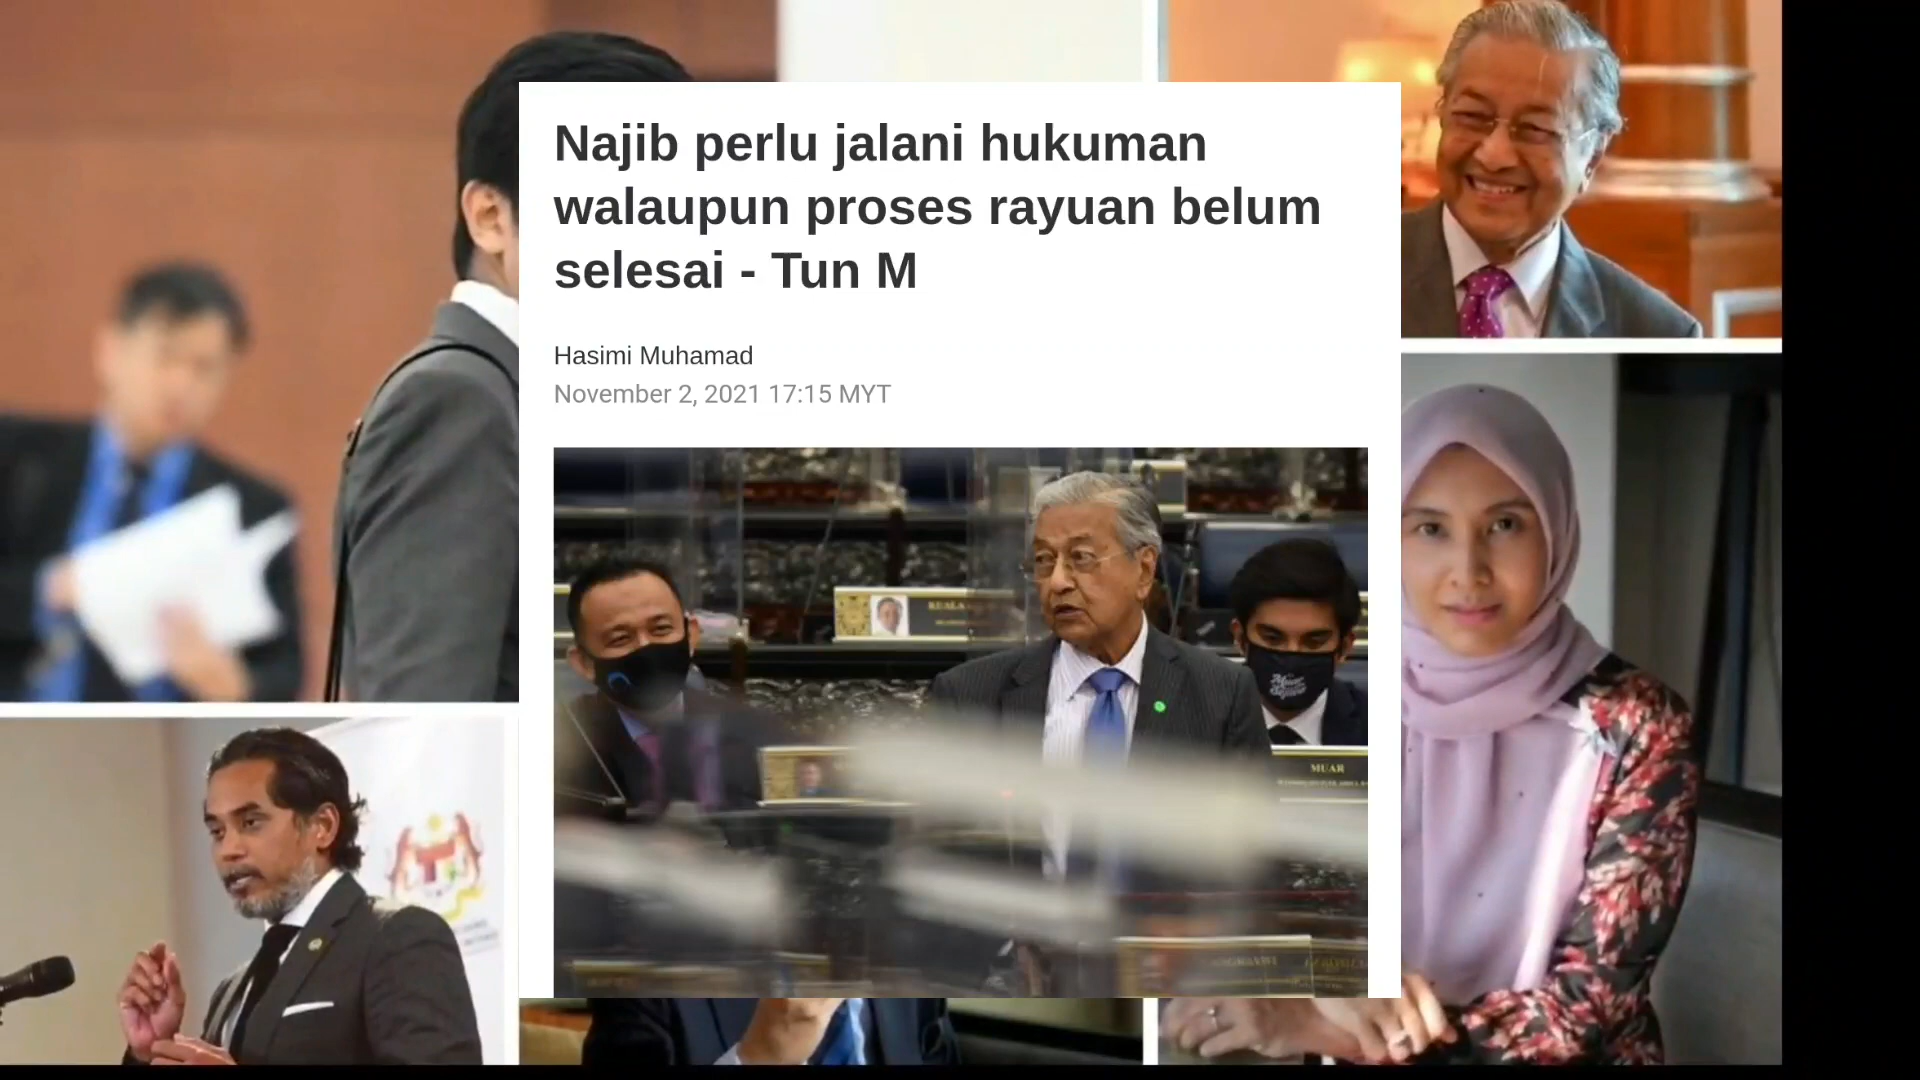 Najib perlu jalani hukuman
walaupun proses rayuan belum
selesai - Tun M
Hasimi Muhamad
November 2, 2021 17:15 MYT
MUAR